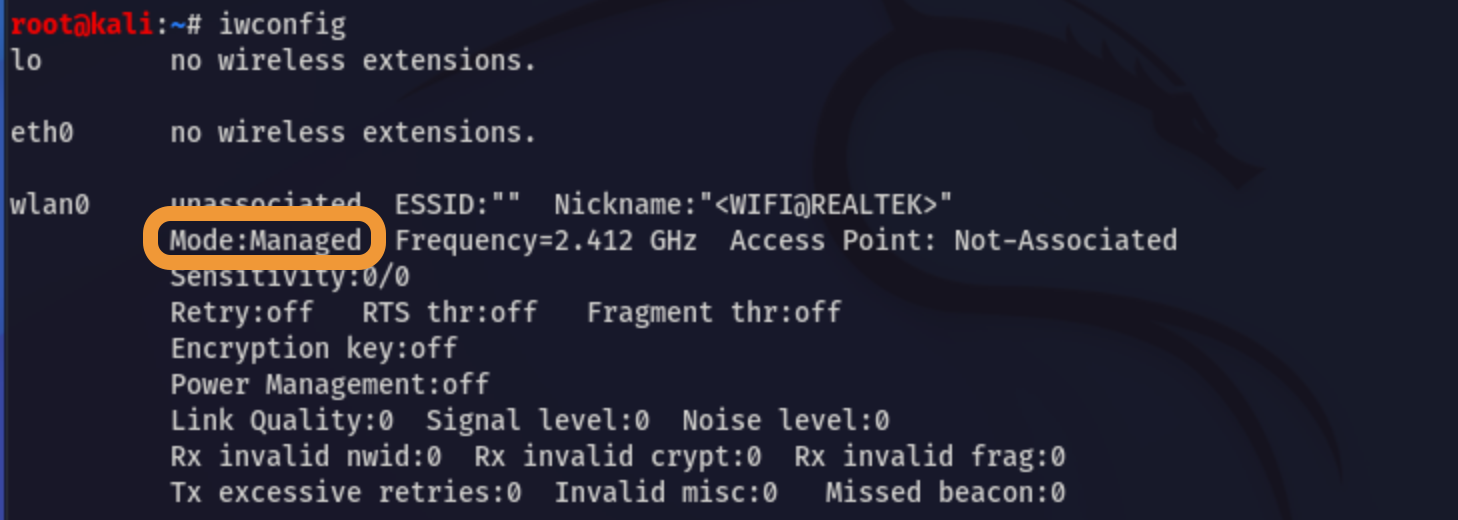 root@kali:~# iwconfig
lo        no wireless extensions.
eth0      no wireless extensions.
wlan0     unassociated  ESSID:""  Nickname:"<WIFI@REALTEK>"
          Mode:Managed  Frequency=2.412 GHz  Access Point: Not-Associated
          Sensitivity:0/0
          Retry:off   RTS thr:off   Fragment thr:off
          Encryption key:off
          Power Management:off
          Link Quality:0  Signal level:0  Noise level:0
          Rx invalid nwid:0  Rx invalid crypt:0  Rx invalid frag:0
          Tx excessive retries:0  Invalid misc:0   Missed beacon:0